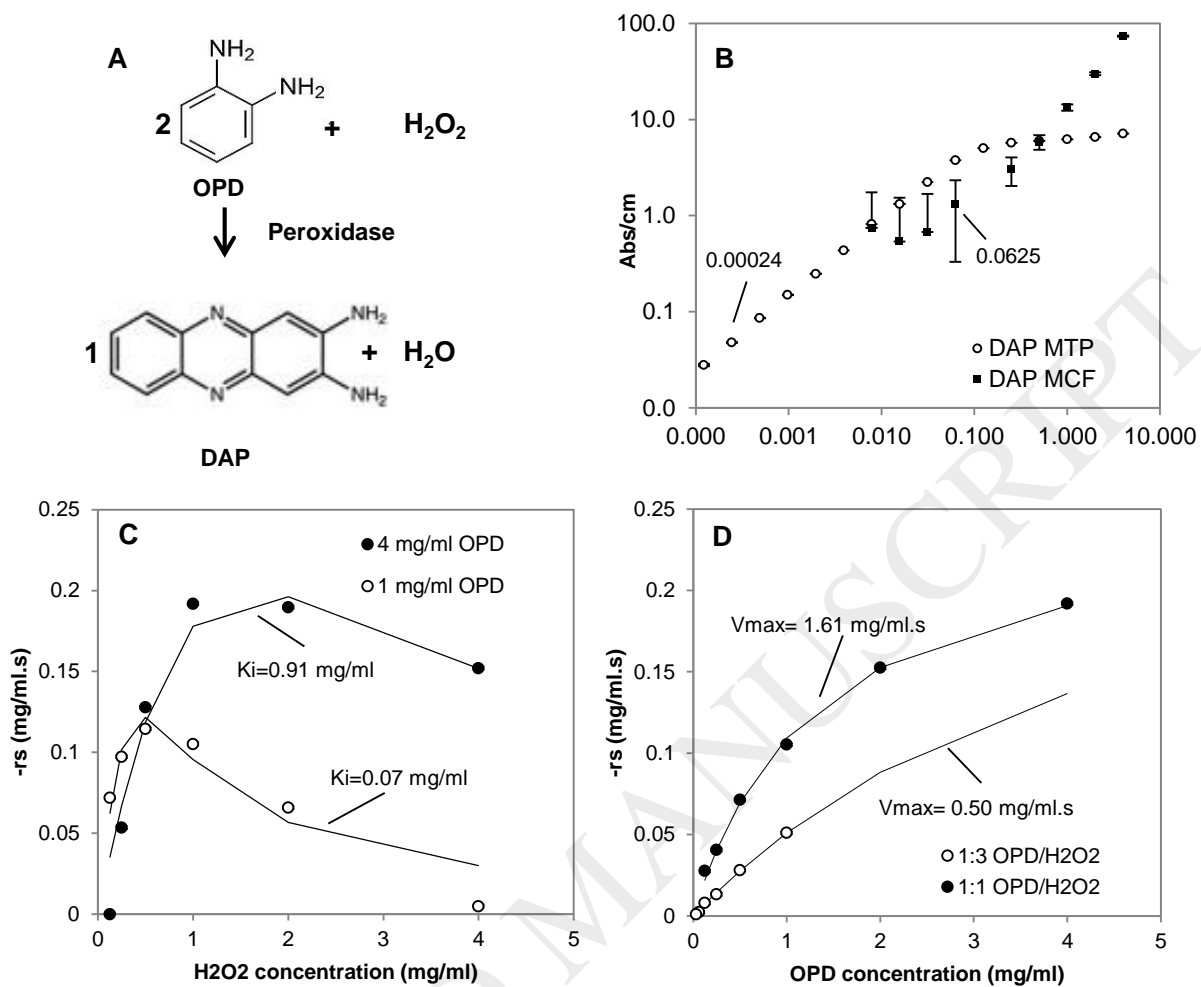 A
NH2
NH2
2
+
H2O2
OPD
Peroxidase
N
N
NH2
NH2
1
+
H2O
DAP
B
Abs/cm
100.0
10.0
1.0
0.1
0.0
0.00024
0.0625
DAP MTP
DAP MCF
0.000 0.001 0.010 0.100 1.000 10.000
C
-rs (mg/ml.s)
0.25
0.2
0.15
0.1
0.05
0
4 mg/ml OPD
1 mg/ml OPD
Ki=0.91 mg/ml
Ki=0.07 mg/ml
0 1 2 3 4 5
H2O2 concentration (mg/ml)
D
-rs (mg/ml.s)
0.25
0.2
0.15
0.1
0.05
0
Vmax= 1.61 mg/ml.s
Vmax= 0.50 mg/ml.s
1:3 OPD/H2O2
1:1 OPD/H2O2
0 1 2 3 4 5
OPD concentration (mg/ml)
MANUSCRIPT